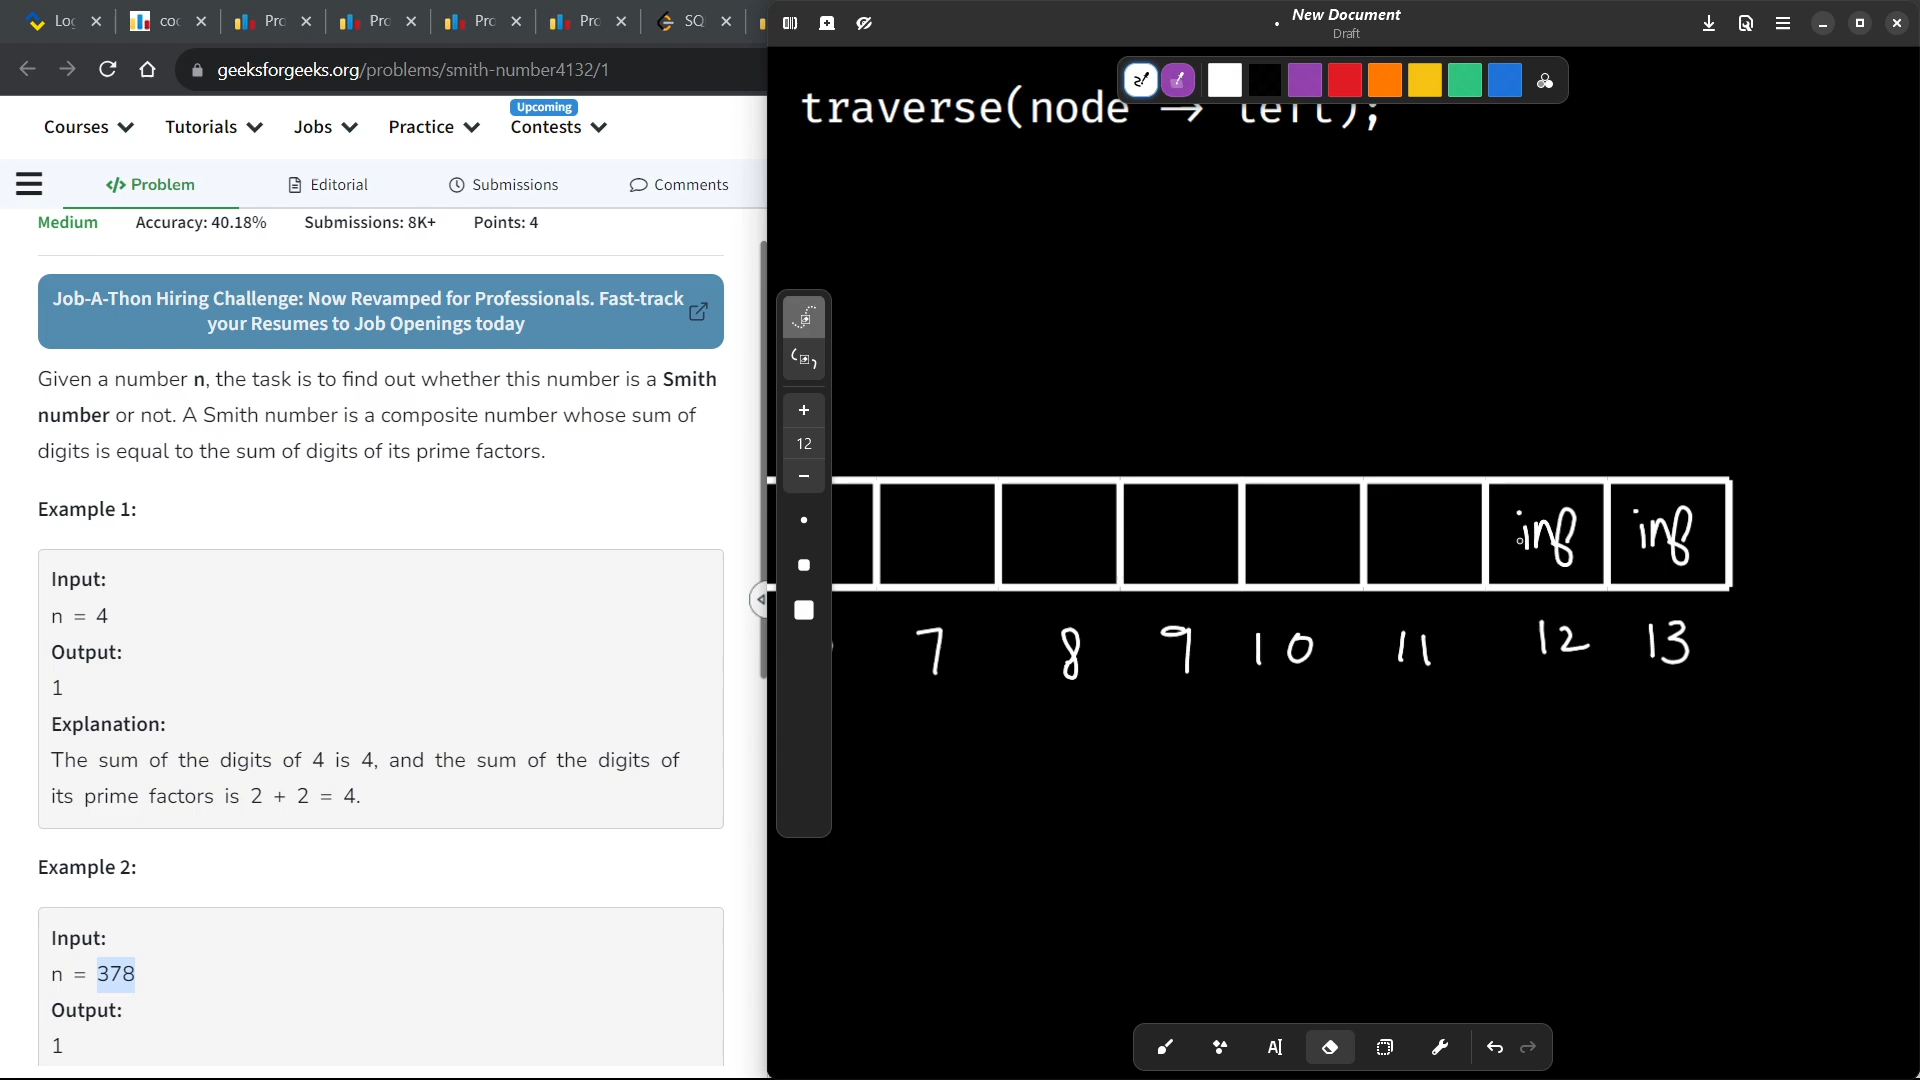 Log
coc
Pro
Pro
Pro
Pro
SQ
geeksforgeeks.org/problems/smith-number4132/1
Upcoming
Courses
Tutorials
Jobs
Practice
Contests
</> Problem
Editorial
Submissions
Comments
Medium
Accuracy: 40.18%
Submissions: 8K+
Points: 4
Job-A-Thon Hiring Challenge: Now Revamped for Professionals. Fast-track
your Resumes to Job Openings today
Given a number n, the task is to find out whether this number is a Smith
number or not. A Smith number is a composite number whose sum of
digits is equal to the sum of digits of its prime factors.
Example 1:
Input:
n = 4
Output:
1
Explanation:
The sum of the digits of 4 is 4, and the sum of the digits of
its prime factors is 2 + 2 = 4.
Example 2:
Input:
n = 378
Output:
1
New Document
Draft
traverse(node → left);
+
12
−
inf
inf
7
8
9
10
11
12
13